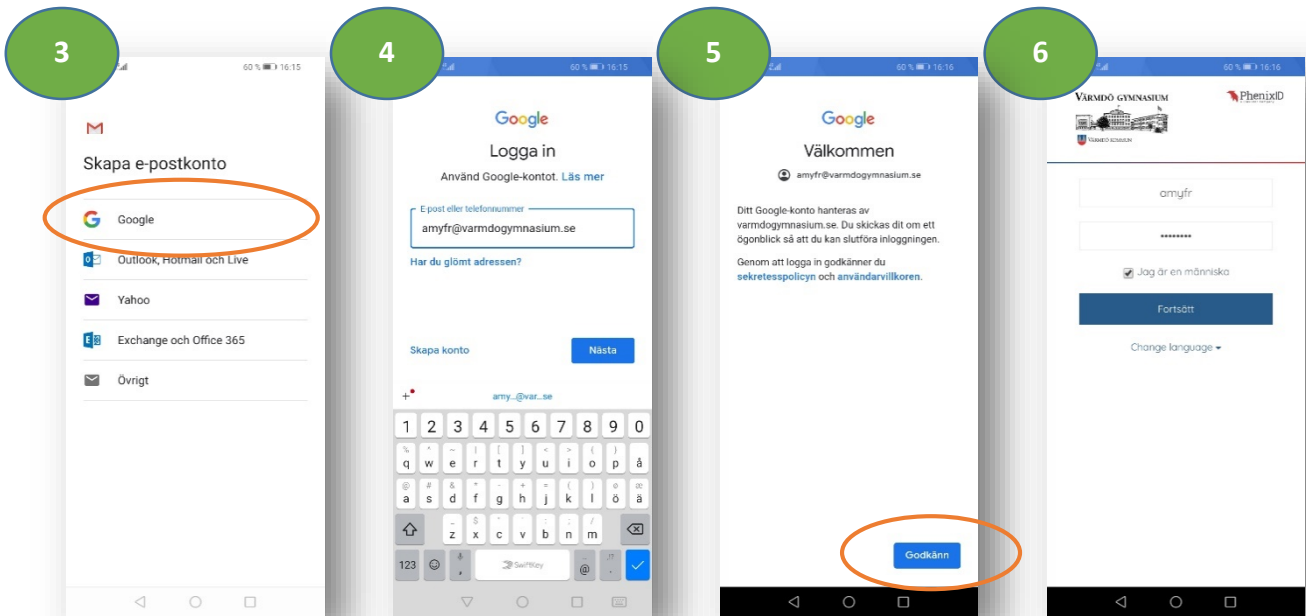 3
60 % 16:15
Skapa e-postkonto
Google
Outlook, Hotmail och Live
Yahoo
Exchange och Office 365
Övrigt
4
60 % 16:15
Google
Logga in
Använd Google-kontot. Läs mer
E-post eller telefonnummer
amyfr@varmdogymnasium.se
Har du glömt adressen?
Skapa konto
Nästa
amy...@var...se
1 2 3 4 5 6 7 8 9 0
q w e r t y u i o p å
a s d f g h j k l ö ä
z x c v b n m
123 , SwiftKey @ .
5
60 % 16:16
Google
Välkommen
amyfr@varmdogymnasium.se
Ditt Google-konto hanteras av
varmdogymnasium.se. Du skickas dit om ett
ögonblick så att du kan slutföra inloggningen.
Genom att logga in godkänner du
sekretesspolicyn och användarvillkoren.
Godkänn
6
60 % 16:16
VÄRMDÖ GYMNASIUM
VÄRMDÖ KOMMUN
PhenixID
amyfr
••••••••
Jag är en människa
Fortsätt
Change language